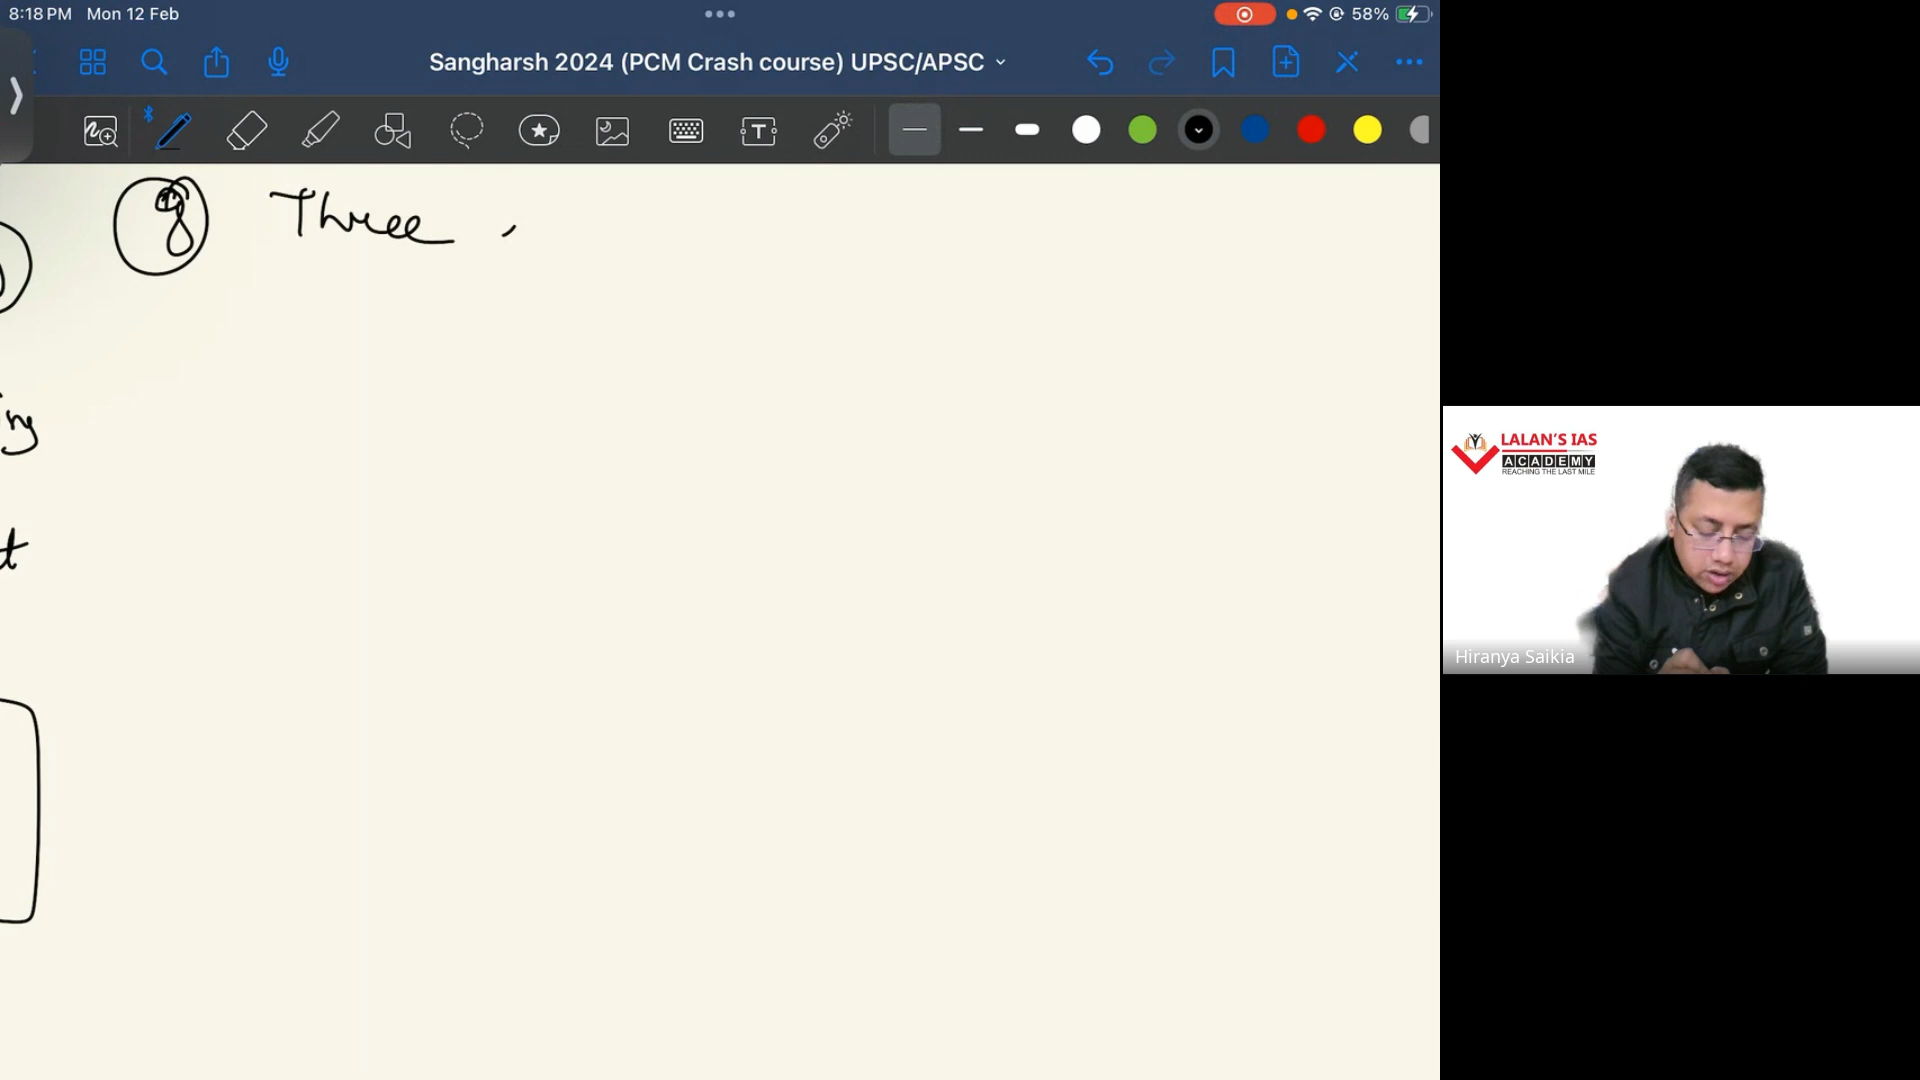 8:18 PM Mon 12 Feb
58%
Sangharsh 2024 (PCM Crash course) UPSC/APSC
T
8 Three
ing
t
LALAN'S IAS
ACADEMY
REACHING THE LAST MILE
Hiranya Saikia